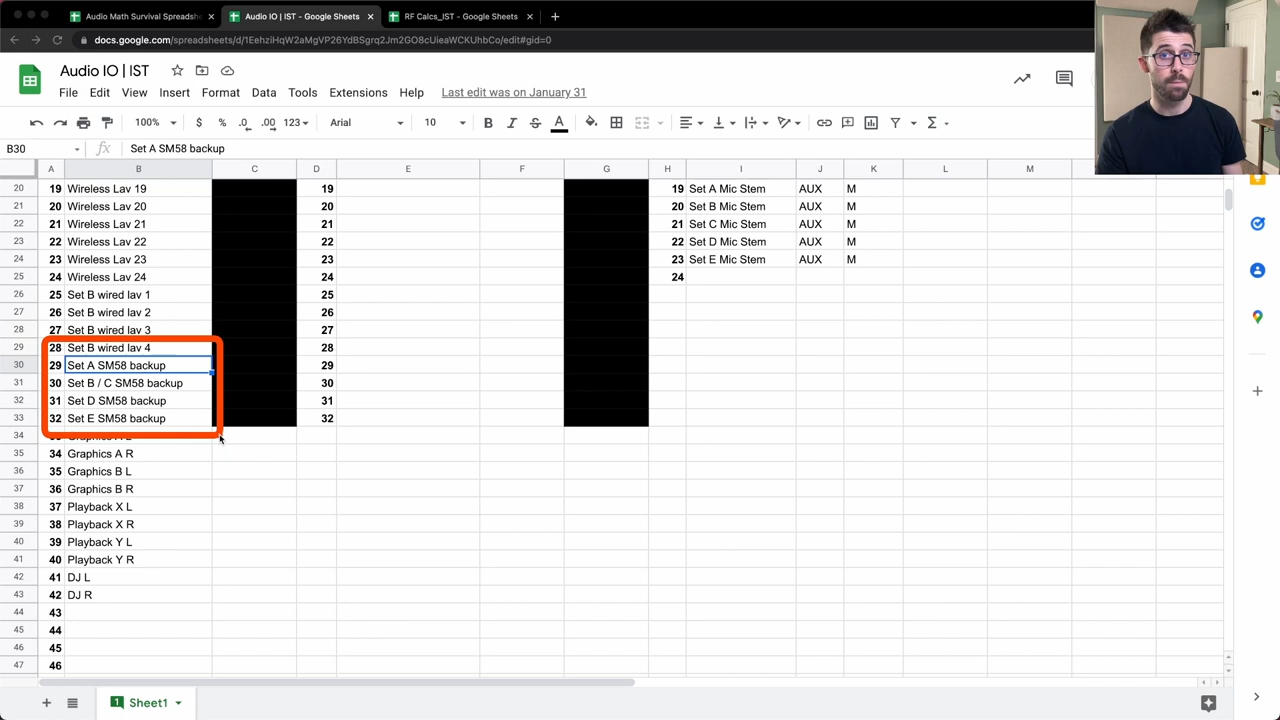 Audio Math Survival Spreadsh
Audio IO | IST - Google Sheets
RF Calcs_IST - Google Sheets
docs.google.com/spreadsheets/d/1EehziHqW2aMgVP26YdBSgrq2Jm2GO8cUieaWCKUhbCo/edit#gid=0
Audio IO | IST
File Edit View Insert Format Data Tools Extensions Help Last edit was on January 31
100% $ % .0 .00 123 Arial 10 B I S A
B30 fx Set A SM58 backup
A B C D E F G H I J K L M
20 19 Wireless Lav 19 19 19 Set A Mic Stem AUX M
21 20 Wireless Lav 20 20 20 Set B Mic Stem AUX M
22 21 Wireless Lav 21 21 21 Set C Mic Stem AUX M
23 22 Wireless Lav 22 22 22 Set D Mic Stem AUX M
24 23 Wireless Lav 23 23 23 Set E Mic Stem AUX M
25 24 Wireless Lav 24 24 24
26 25 Set B wired lav 1 25
27 26 Set B wired lav 2 26
28 27 Set B wired lav 3 27
29 28 Set B wired lav 4 28
30 29 Set A SM58 backup 29
31 30 Set B / C SM58 backup 30
32 31 Set D SM58 backup 31
33 32 Set E SM58 backup 32
34
35 34 Graphics A R
36 35 Graphics B L
37 36 Graphics B R
38 37 Playback X L
39 38 Playback X R
40 39 Playback Y L
41 40 Playback Y R
42 41 DJ L
43 42 DJ R
44 43
45 44
46 45
47 46
1 Sheet1